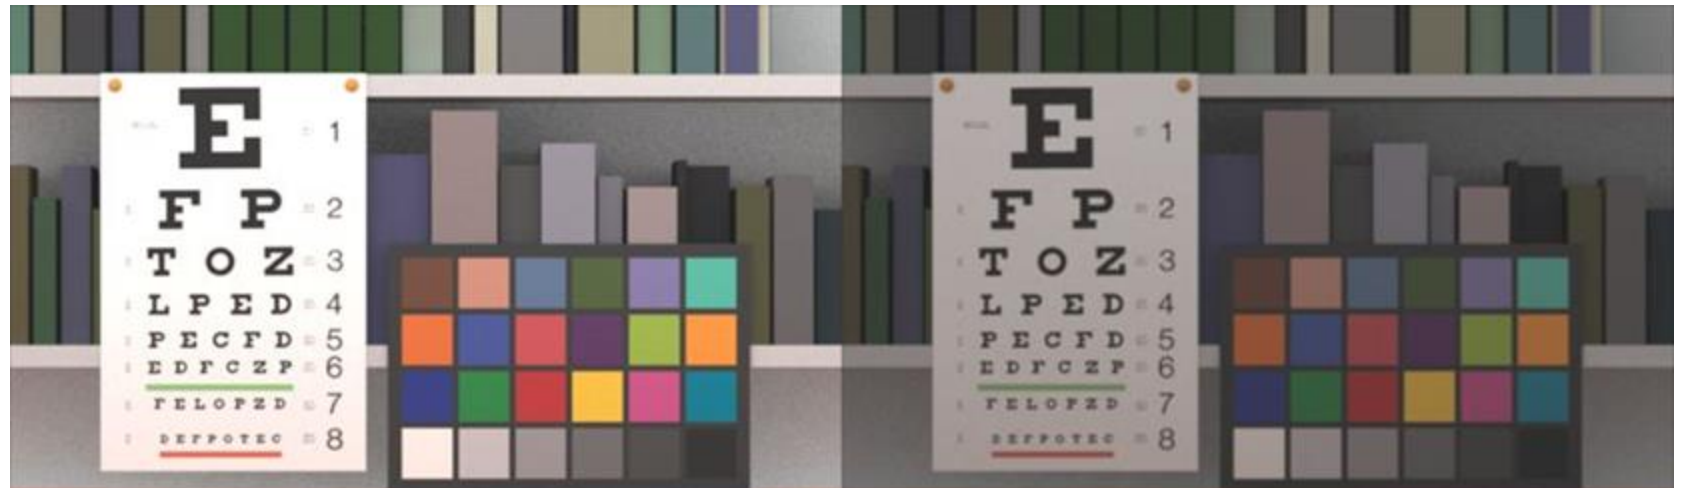 E 1
F P 2
T O Z 3
L P E D 4
P E C F D 5
E D F C Z P 6
F E L O P Z D 7
D E F P O T E C 8
E 1
F P 2
T O Z 3
L P E D 4
P E C F D 5
E D F C Z P 6
F E L O P Z D 7
D E F P O T E C 8